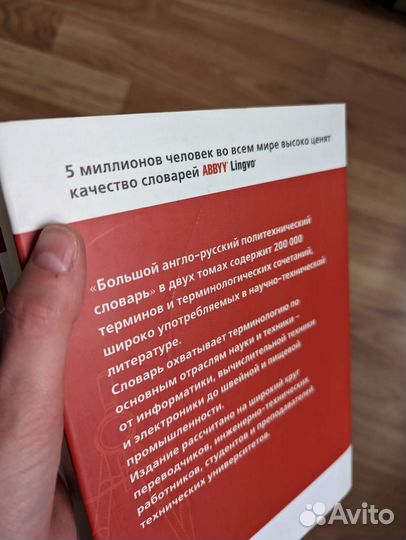 5 миллионов человек во всем мире высоко ценят
качество словарей ABBYY® Lingvo®
«Большой англо-русский политехнический
словарь» в двух томах содержит 200 000
терминов и терминологических сочетаний,
широко употребляемых в научно-технической
литературе.
Словарь охватывает терминологию по
основным отраслям науки и техники –
от информатики, вычислительной техники
и электроники до швейной и пищевой
промышленности.
Издание рассчитано на широкий круг
переводчиков, инженерно-технических
работников, студентов и преподавателей
технических университетов.
Avito